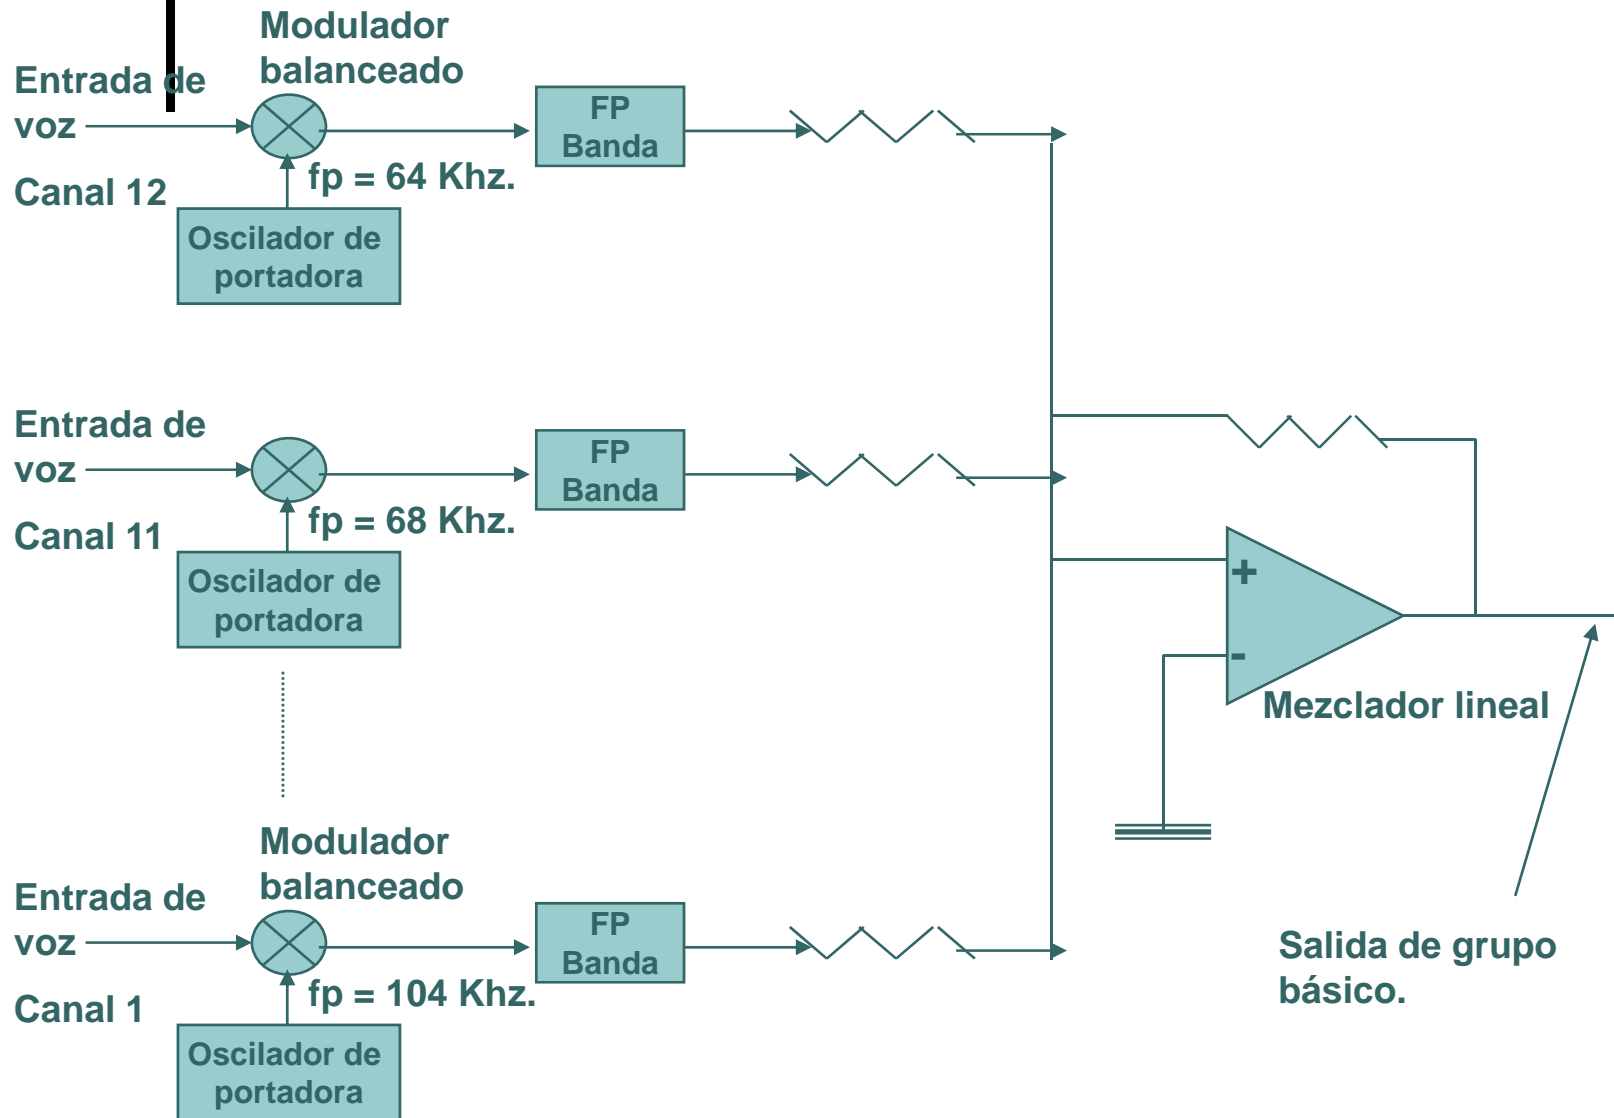 Modulador
balanceado
Entrada de
voz
FP
Banda
fp = 64 Khz.
Canal 12
Oscilador de
portadora
Entrada de
voz
FP
Banda
fp = 68 Khz.
Canal 11
Oscilador de
portadora
+
-
Mezclador lineal
Modulador
balanceado
Entrada de
voz
FP
Banda
fp = 104 Khz.
Canal 1
Oscilador de
portadora
Salida de grupo
básico.